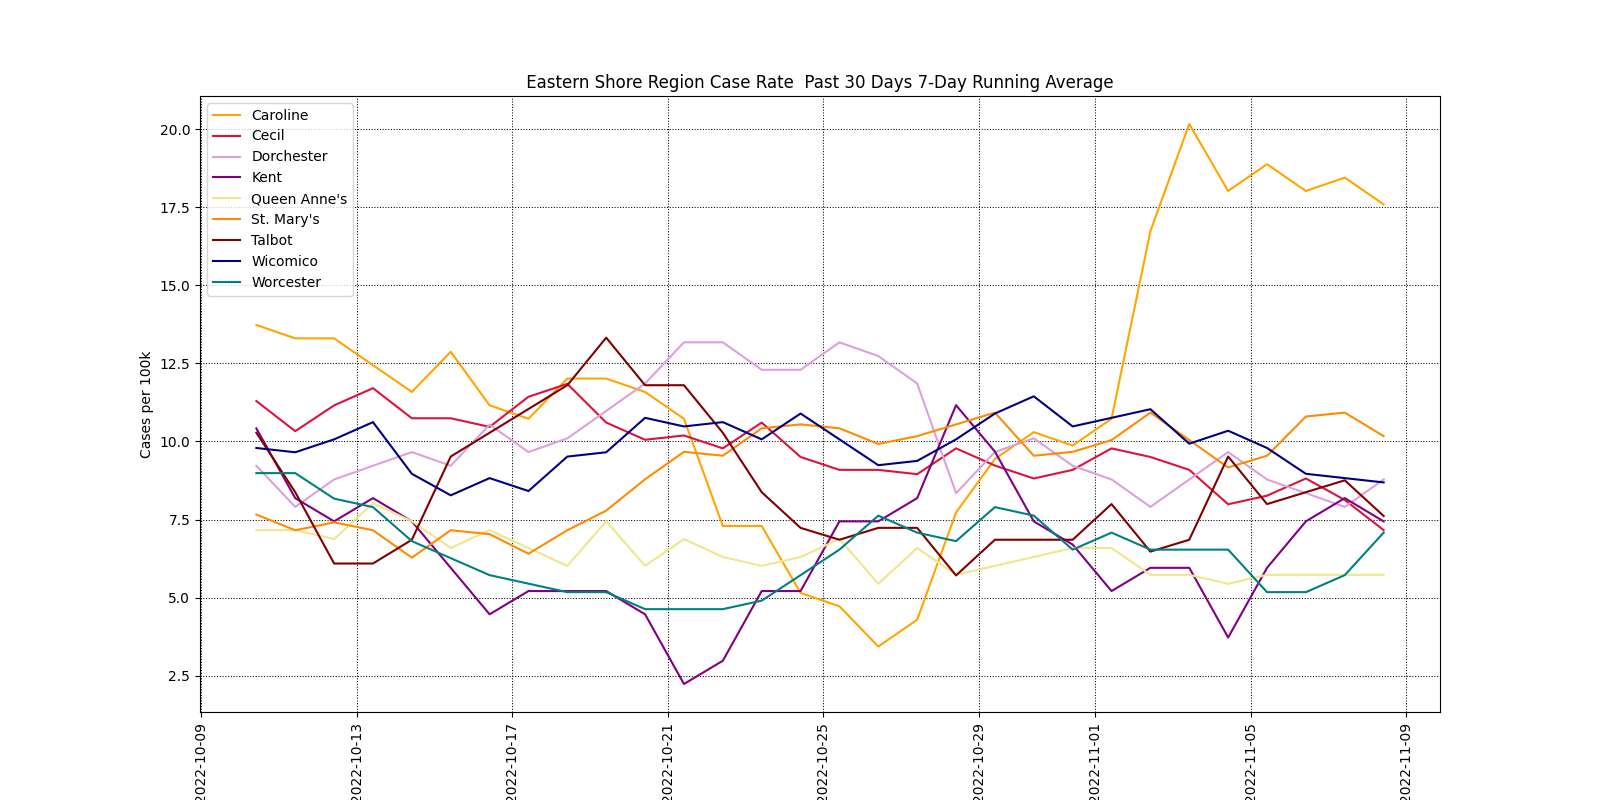 Eastern Shore Region Case Rate  Past 30 Days 7-Day Running Average
Caroline
Cecil
Dorchester
Kent
Queen Anne's
St. Mary's
Talbot
Wicomico
Worcester
Cases per 100k
20.0
17.5
15.0
12.5
10.0
7.5
5.0
2.5
2022-10-09
2022-10-13
2022-10-17
2022-10-21
2022-10-25
2022-10-29
2022-11-01
2022-11-05
2022-11-09